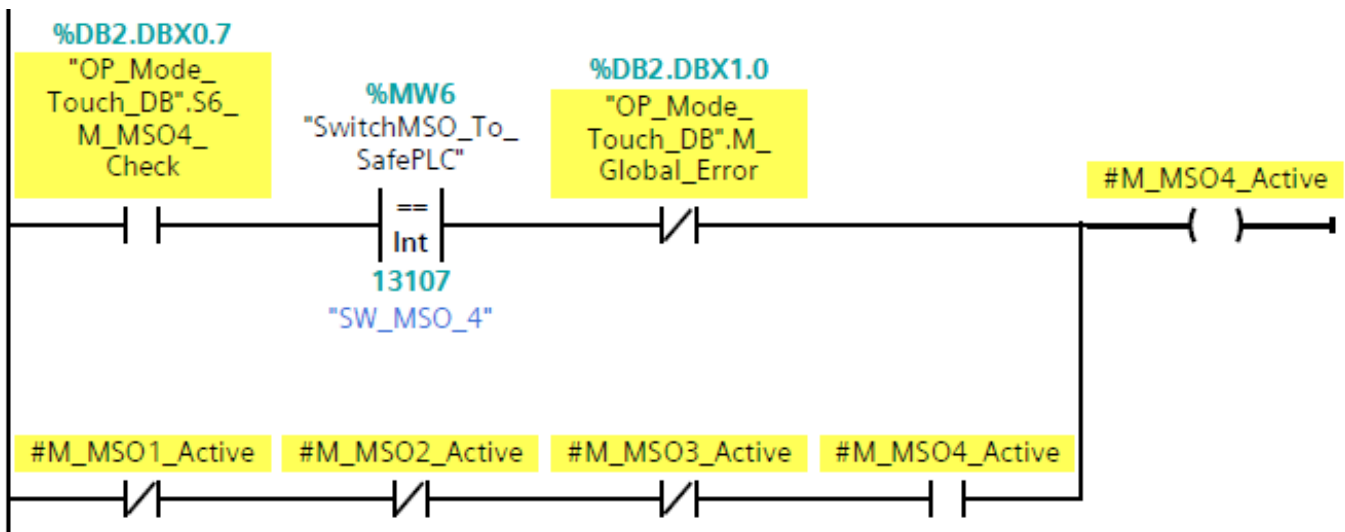 %DB2.DBX0.7
"OP_Mode_
Touch_DB".S6_
M_MSO4_
Check
%MW6
"SwitchMSO_To_
SafePLC"
==
Int
13107
"SW_MSO_4"
%DB2.DBX1.0
"OP_Mode_
Touch_DB".M_
Global_Error
#M_MSO4_Active
#M_MSO1_Active
#M_MSO2_Active
#M_MSO3_Active
#M_MSO4_Active